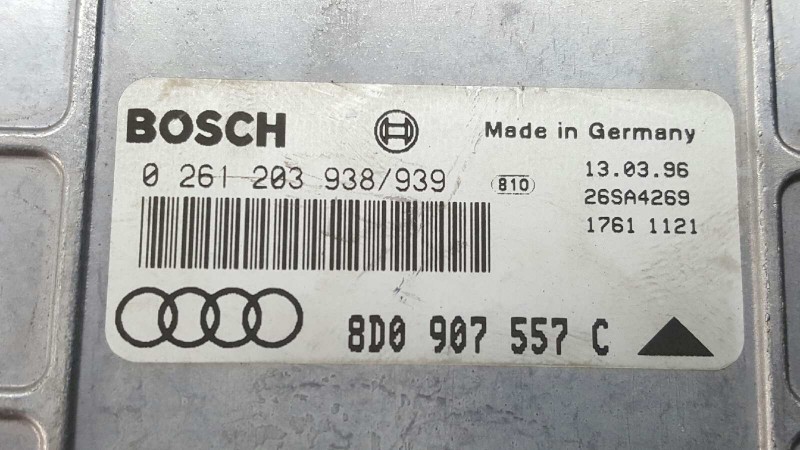 BOSCH
Made in Germany
0 261 203 938/939
810
13.03.96
26SA4269
1761 1121
8D0 907 557 C